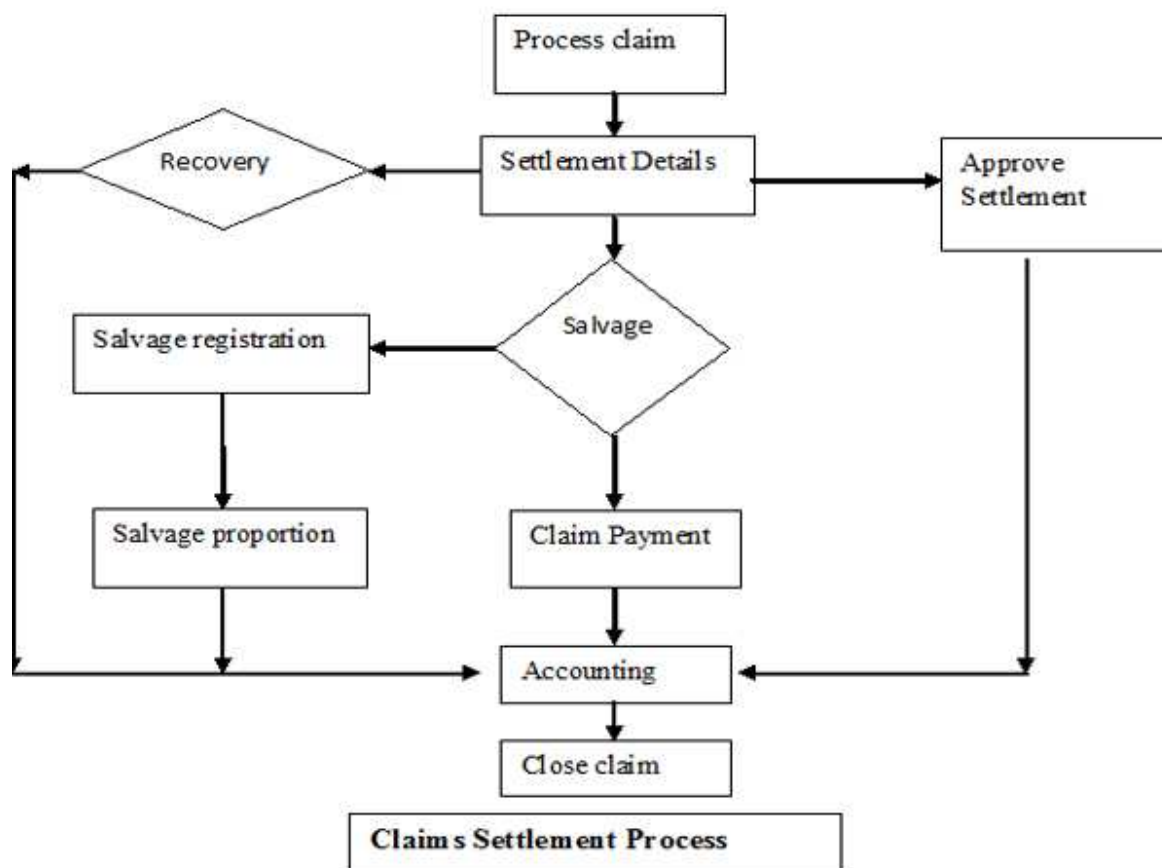 Process claim
Recovery
Settlement Details
Approve
Settlement
Salvage
Salvage registration
Salvage proportion
Claim Payment
Accounting
Close claim
Claims Settlement Process